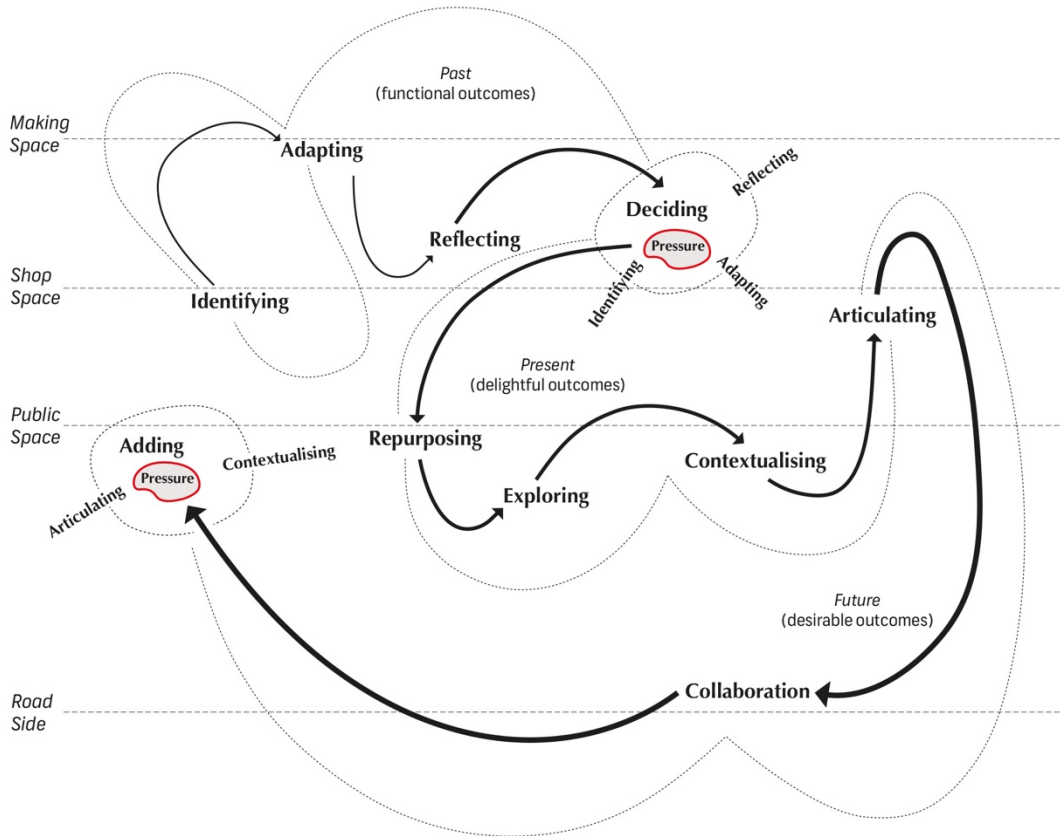 Past
(functional outcomes)
Making
Space
Adapting
Reflecting
Deciding
Reflecting
Pressure
Shop
Space
Identifying
Identifying
Adapting
Articulating
Present
(delightful outcomes)
Public
Space
Repurposing
Adding
Contextualising
Pressure
Articulating
Exploring
Contextualising
Future
(desirable outcomes)
Collaboration
Road
Side